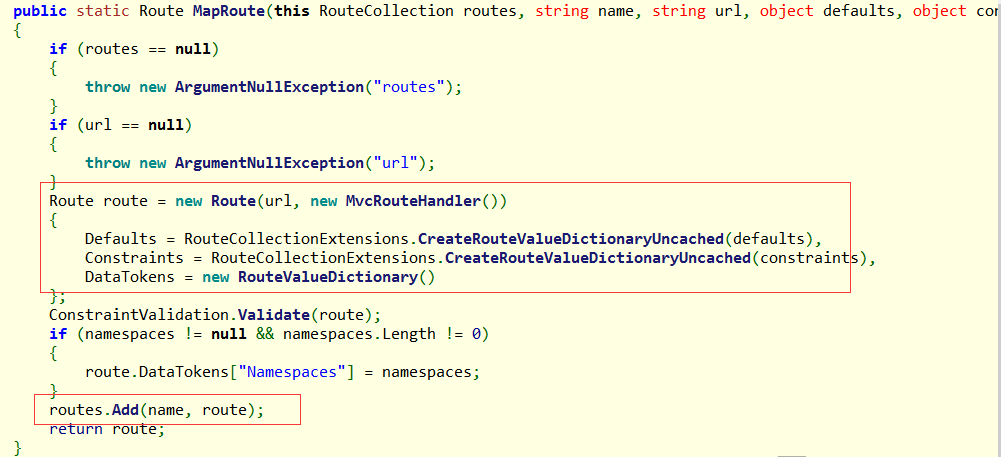 public static Route MapRoute(this RouteCollection routes, string name, string url, object defaults, object con
{
if (routes == null)
{
throw new ArgumentNullException("routes");
}
if (url == null)
{
throw new ArgumentNullException("url");
}
Route route = new Route(url, new MvcRouteHandler())
{
Defaults = RouteCollectionExtensions.CreateRouteValueDictionaryUncached(defaults),
Constraints = RouteCollectionExtensions.CreateRouteValueDictionaryUncached(constraints),
DataTokens = new RouteValueDictionary()
};
ConstraintValidation.Validate(route);
if (namespaces != null && namespaces.Length != 0)
{
route.DataTokens["Namespaces"] = namespaces;
}
routes.Add(name, route);
return route;
}